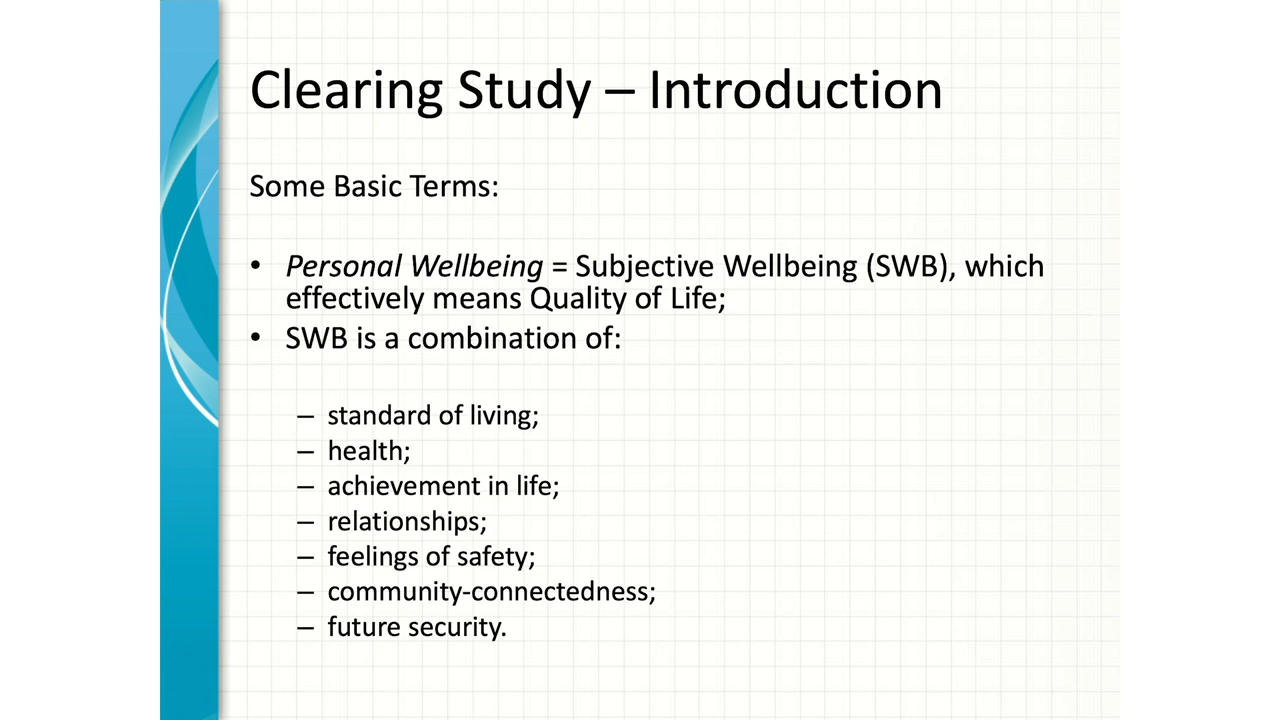 Clearing Study – Introduction
Some Basic Terms:
• Personal Wellbeing = Subjective Wellbeing (SWB), which
effectively means Quality of Life;
• SWB is a combination of:
– standard of living;
– health;
– achievement in life;
– relationships;
– feelings of safety;
– community-connectedness;
– future security.